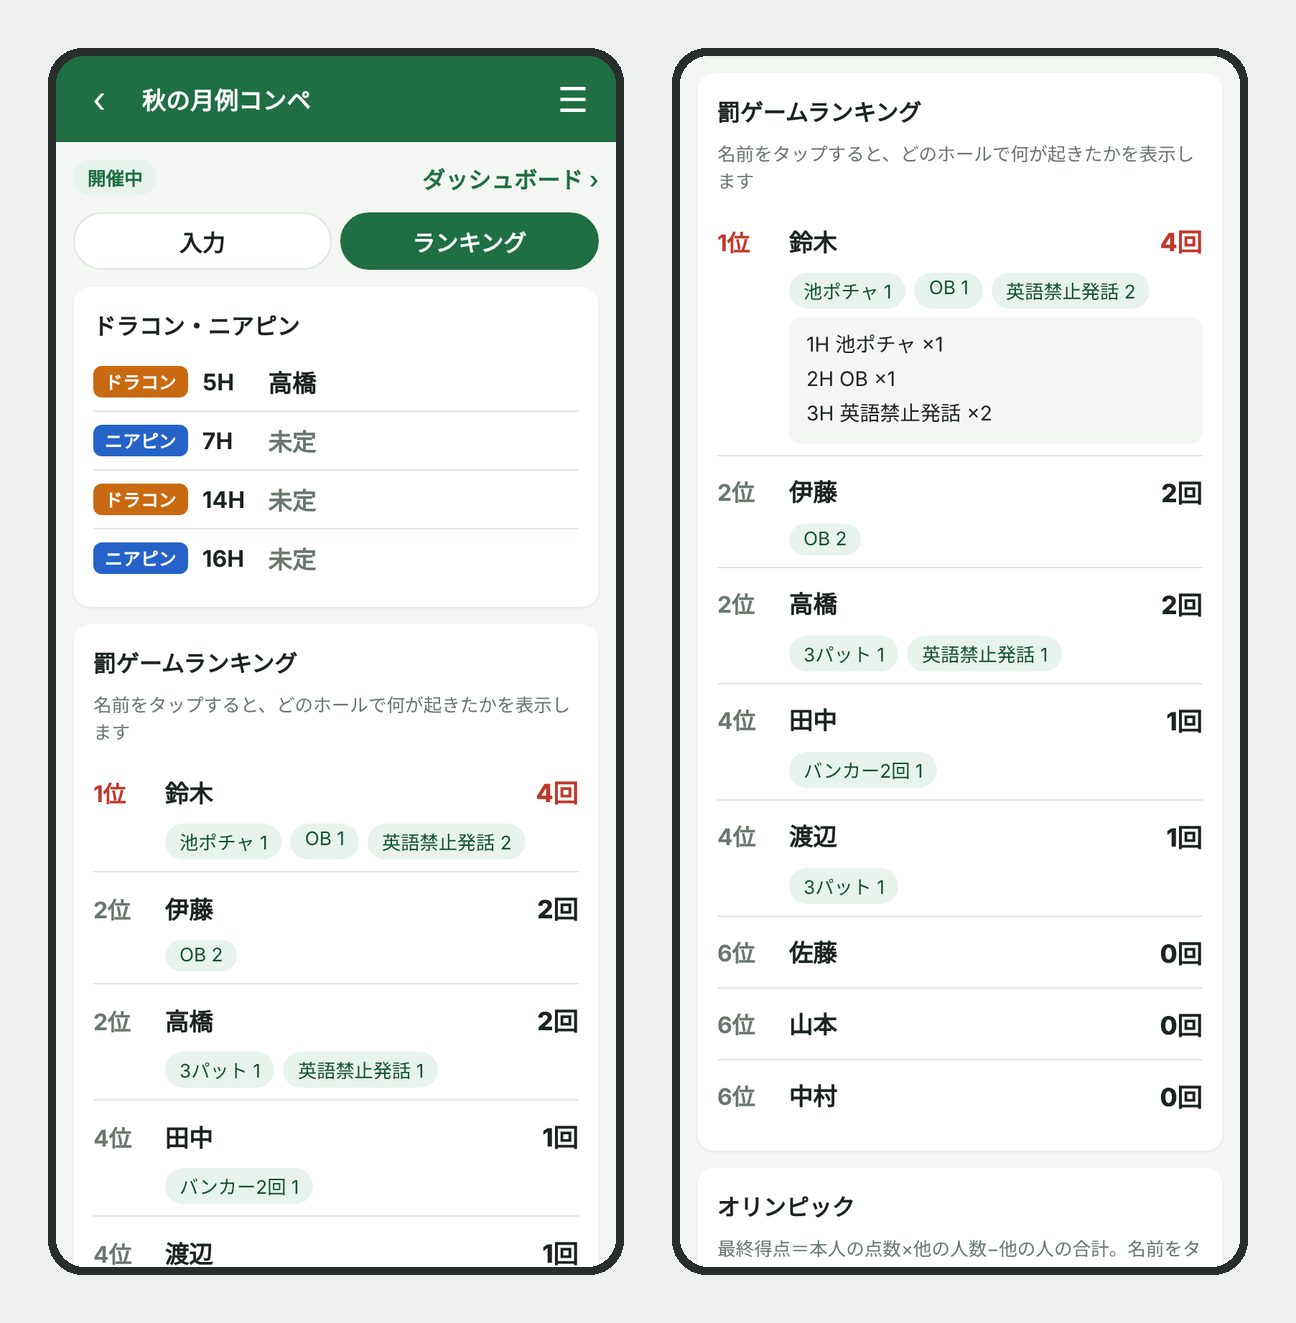 ‹ 秋の月例コンペ ☰
開催中 ダッシュボード ›
入力 ランキング
ドラコン・ニアピン
ドラコン 5H 高橋
ニアピン 7H 未定
ドラコン 14H 未定
ニアピン 16H 未定
罰ゲームランキング
名前をタップすると、どのホールで何が起きたかを表示し
ます
1位 鈴木 4回
池ポチャ 1 OB 1 英語禁止発話 2
2位 伊藤 2回
OB 2
2位 高橋 2回
3パット 1 英語禁止発話 1
4位 田中 1回
バンカー2回 1
4位 渡辺 1回
罰ゲームランキング
名前をタップすると、どのホールで何が起きたかを表示し
ます
1位 鈴木 4回
池ポチャ 1 OB 1 英語禁止発話 2
1H 池ポチャ ×1
2H OB ×1
3H 英語禁止発話 ×2
2位 伊藤 2回
OB 2
2位 高橋 2回
3パット 1 英語禁止発話 1
4位 田中 1回
バンカー2回 1
4位 渡辺 1回
3パット 1
6位 佐藤 0回
6位 山本 0回
6位 中村 0回
オリンピック
最終得点＝本人の点数×他の人数−他の人の合計。名前をタ